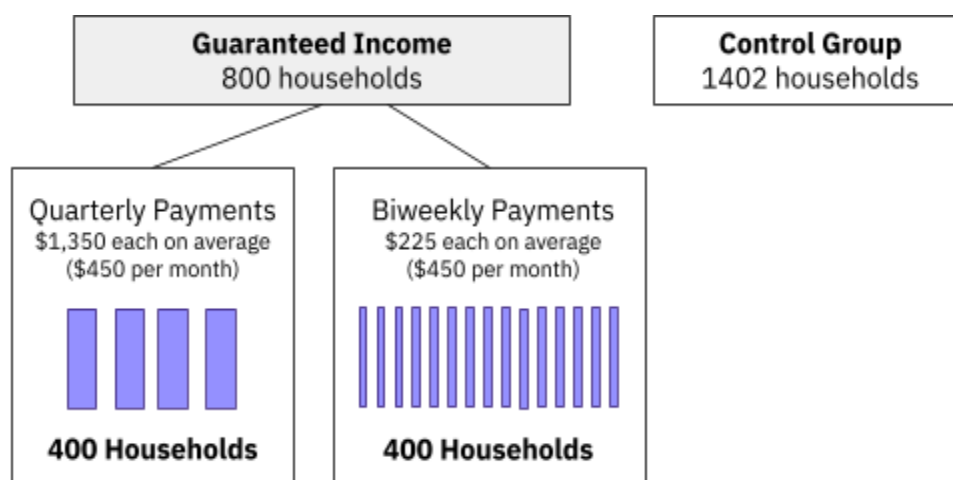 Guaranteed Income
800 households
Control Group
1402 households
Quarterly Payments
$1,350 each on average
($450 per month)
400 Households
Biweekly Payments
$225 each on average
($450 per month)
400 Households